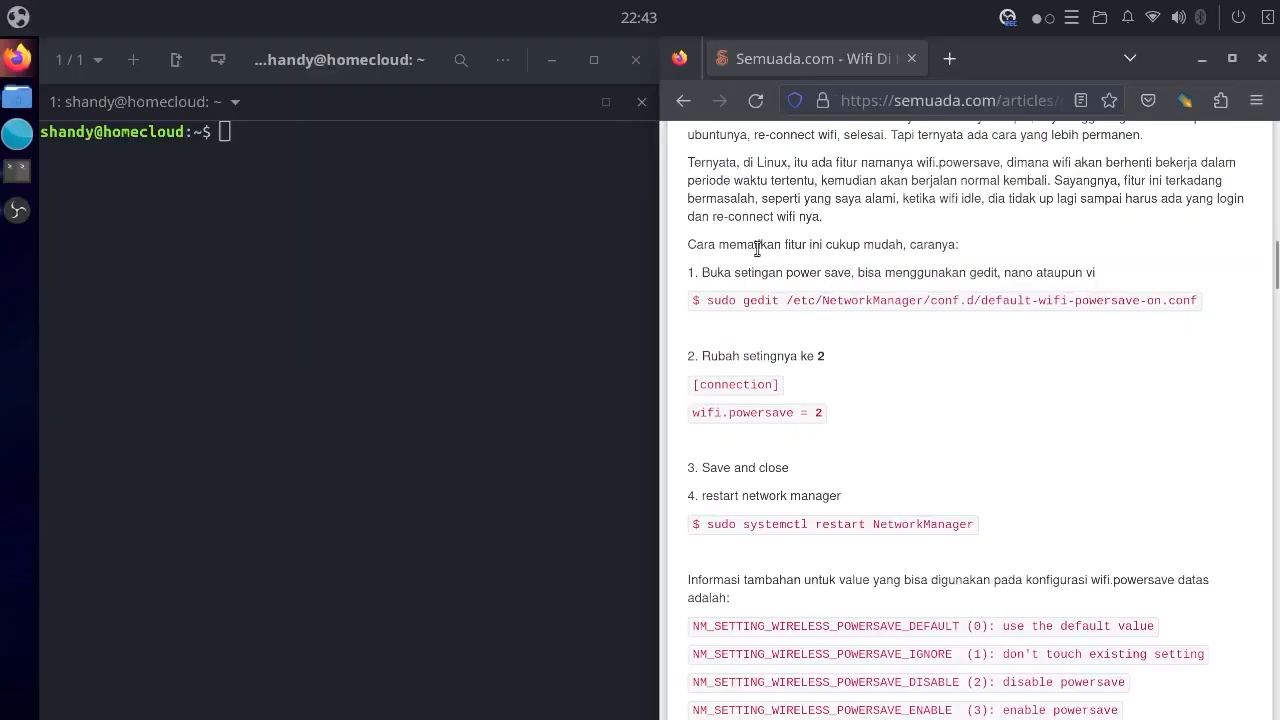 22:43
REC
1 / 1
...handy@homecloud: ~
1: shandy@homecloud: ~
shandy@homecloud:~$
Semuada.com - Wifi Di
https://semuada.com/articles/
ubuntunya, re-connect wifi, selesai. Tapi ternyata ada cara yang lebih permanen.
Ternyata, di Linux, itu ada fitur namanya wifi.powersave, dimana wifi akan berhenti bekerja dalam
periode waktu tertentu, kemudian akan berjalan normal kembali. Sayangnya, fitur ini terkadang
bermasalah, seperti yang saya alami, ketika wifi idle, dia tidak up lagi sampai harus ada yang login
dan re-connect wifi nya.
Cara mematikan fitur ini cukup mudah, caranya:
1. Buka setingan power save, bisa menggunakan gedit, nano ataupun vi
$ sudo gedit /etc/NetworkManager/conf.d/default-wifi-powersave-on.conf
2. Rubah setingnya ke 2
[connection]
wifi.powersave = 2
3. Save and close
4. restart network manager
$ sudo systemctl restart NetworkManager
Informasi tambahan untuk value yang bisa digunakan pada konfigurasi wifi.powersave datas
adalah:
NM_SETTING_WIRELESS_POWERSAVE_DEFAULT (0): use the default value
NM_SETTING_WIRELESS_POWERSAVE_IGNORE  (1): don't touch existing setting
NM_SETTING_WIRELESS_POWERSAVE_DISABLE (2): disable powersave
NM_SETTING_WIRELESS_POWERSAVE_ENABLE  (3): enable powersave